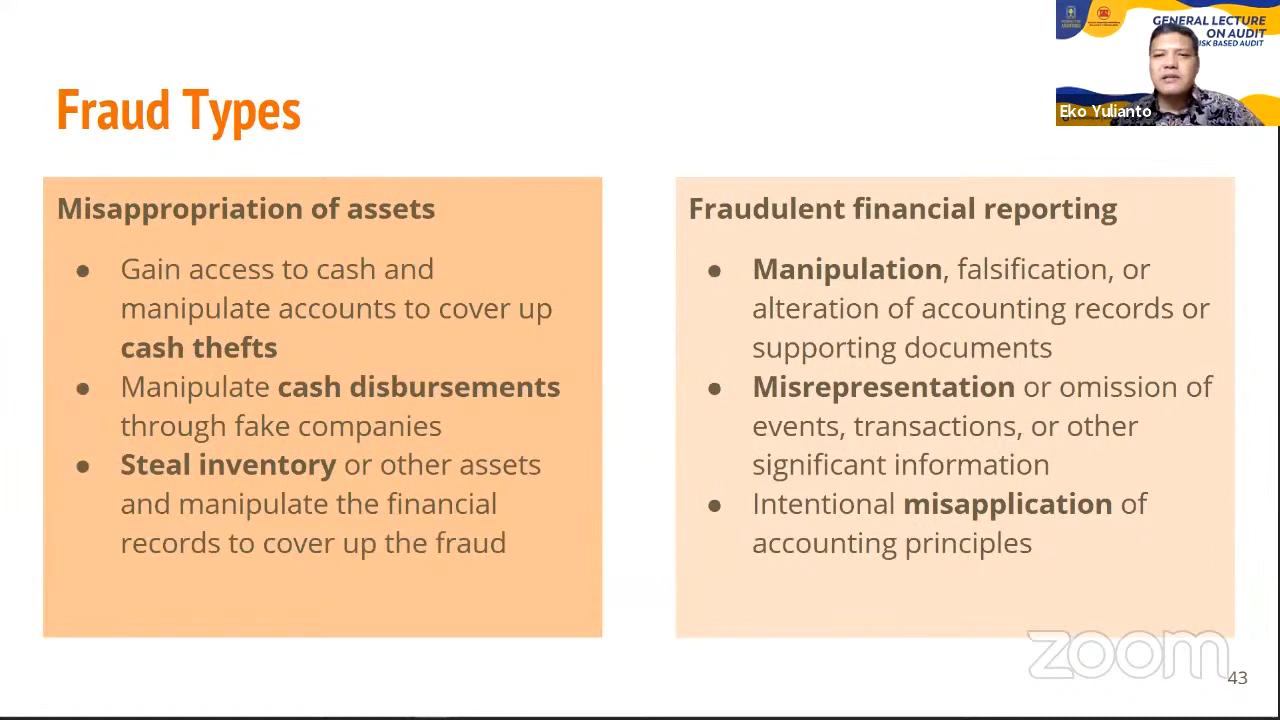 GENERAL LECTURE
ON AUDIT
RISK BASED AUDIT
Eko Yulianto
Fraud Types
Misappropriation of assets
● Gain access to cash and
manipulate accounts to cover up
cash thefts
● Manipulate cash disbursements
through fake companies
● Steal inventory or other assets
and manipulate the financial
records to cover up the fraud
Fraudulent financial reporting
● Manipulation, falsification, or
alteration of accounting records or
supporting documents
● Misrepresentation or omission of
events, transactions, or other
significant information
● Intentional misapplication of
accounting principles
zoom
43